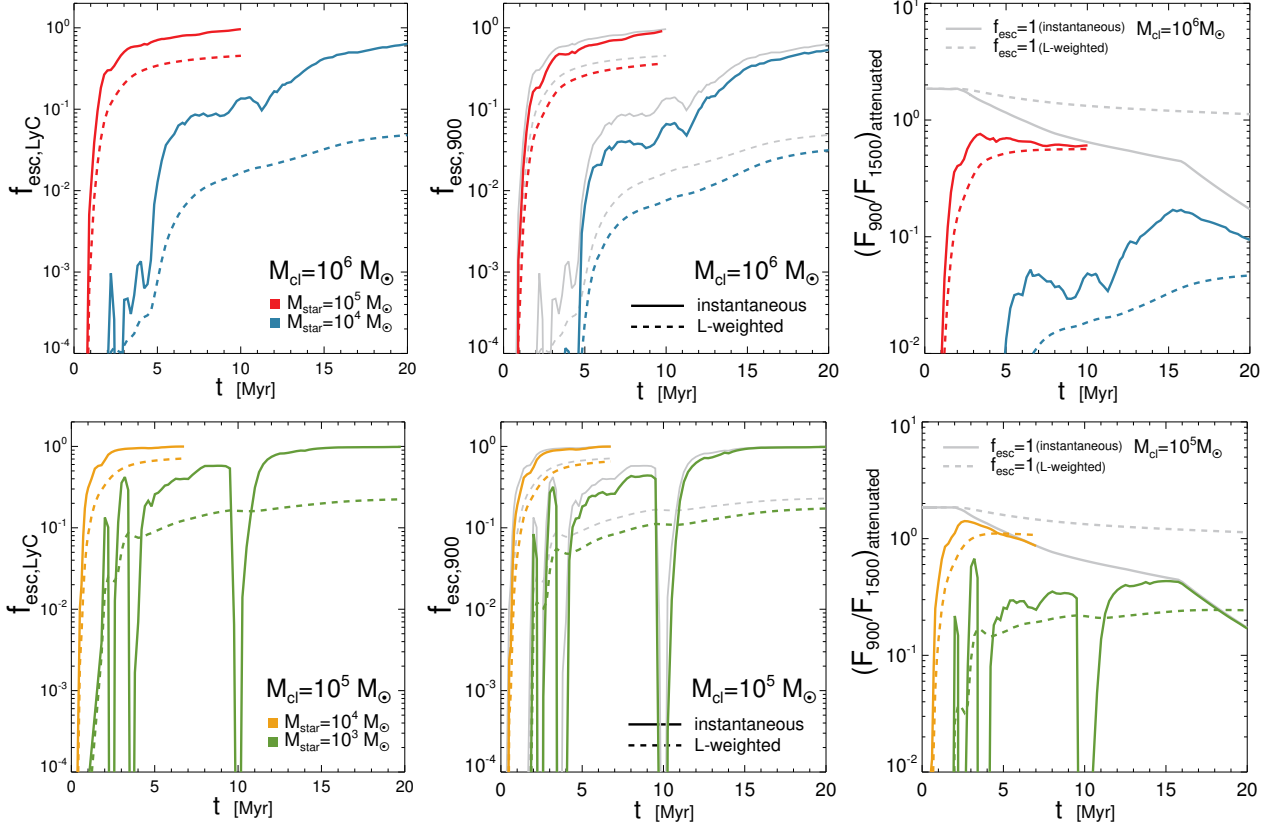 f_esc,LyC
10^0
10^-1
10^-2
10^-3
10^-4
M_cl=10^6 M_⊙
M_star=10^5 M_⊙
M_star=10^4 M_⊙
0 5 10 15 20
t [Myr]
f_esc,900
10^0
10^-1
10^-2
10^-3
10^-4
M_cl=10^6 M_⊙
instantaneous
L-weighted
0 5 10 15 20
t [Myr]
(F_900/F_1500)_attenuated
10^1
10^0
10^-1
10^-2
f_esc=1 (instantaneous) M_cl=10^6M_⊙
f_esc=1 (L-weighted)
0 5 10 15 20
t [Myr]
f_esc,LyC
10^0
10^-1
10^-2
10^-3
10^-4
M_cl=10^5 M_⊙
M_star=10^4 M_⊙
M_star=10^3 M_⊙
0 5 10 15 20
t [Myr]
f_esc,900
10^0
10^-1
10^-2
10^-3
10^-4
M_cl=10^5 M_⊙
instantaneous
L-weighted
0 5 10 15 20
t [Myr]
(F_900/F_1500)_attenuated
10^1
10^0
10^-1
10^-2
f_esc=1 (instantaneous) M_cl=10^5M_⊙
f_esc=1 (L-weighted)
0 5 10 15 20
t [Myr]